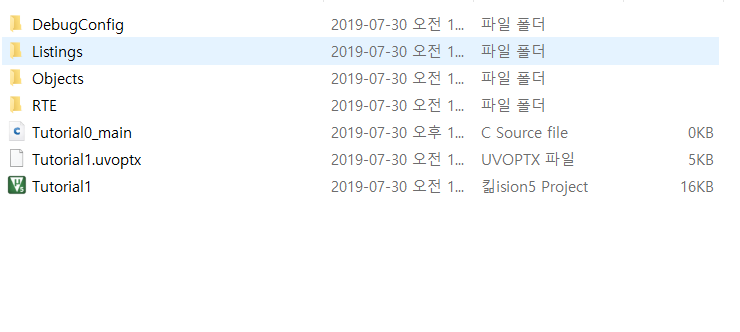 DebugConfig 2019-07-30 오전 1... 파일 폴더
Listings 2019-07-30 오전 1... 파일 폴더
Objects 2019-07-30 오전 1... 파일 폴더
RTE 2019-07-30 오전 1... 파일 폴더
Tutorial0_main 2019-07-30 오후 1... C Source file 0KB
Tutorial1.uvoptx 2019-07-30 오전 1... UVOPTX 파일 5KB
Tutorial1 2019-07-30 오전 1... 킮ision5 Project 16KB